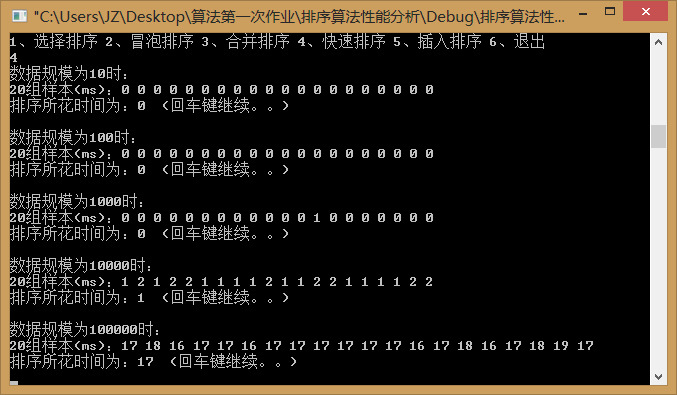 "C:\Users\JZ\Desktop\算法第一次作业\排序算法性能分析\Debug\排序算法性...
1、选择排序 2、冒泡排序 3、合并排序 4、快速排序 5、插入排序 6、退出
4
数据规模为10时：
20组样本(ms)：0 0 0 0 0 0 0 0 0 0 0 0 0 0 0 0 0 0 0 0
排序所花时间为：0 （回车键继续。。）
数据规模为100时：
20组样本(ms)：0 0 0 0 0 0 0 0 0 0 0 0 0 0 0 0 0 0 0 0
排序所花时间为：0 （回车键继续。。）
数据规模为1000时：
20组样本(ms)：0 0 0 0 0 0 0 0 0 0 0 0 1 0 0 0 0 0 0 0
排序所花时间为：0 （回车键继续。。）
数据规模为10000时：
20组样本(ms)：1 2 1 2 2 1 1 1 1 2 1 1 2 2 1 1 1 1 2 2
排序所花时间为：1 （回车键继续。。）
数据规模为100000时：
20组样本(ms)：17 18 16 17 17 16 17 17 17 17 17 17 16 17 18 16 17 18 19 17
排序所花时间为：17 （回车键继续。。）